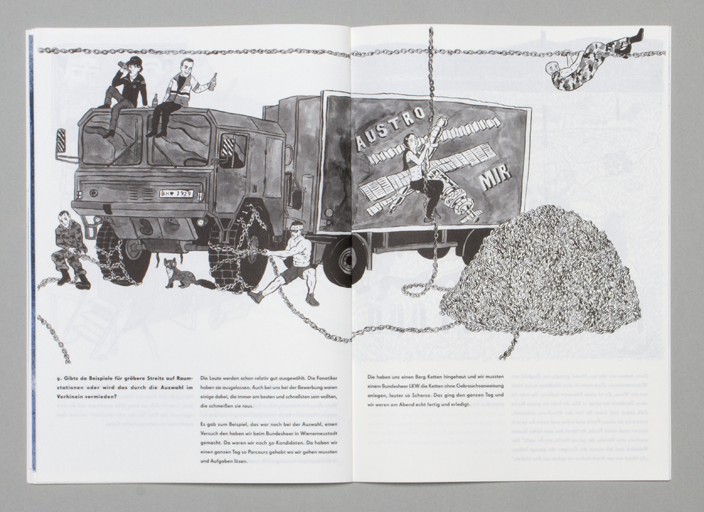 AUSTRO
MIR
BH 7929
9. Gibts da Beispiele für gröbere Streits auf Raum-
stationen oder wird das durch die Auswahl im
Vorhinein vermieden?
Die Leute werden schon relativ gut ausgewählt. Die Fanatiker
haben sie ausgelassen. Auch bei uns bei der Bewerbung waren
einige dabei, die immer am besten und schnellsten sein wollten,
die schmeißen sie raus.
Es gab zum Beispiel, das war noch bei der Auswahl, einen
Versuch den haben wir beim Bundesheer in Wienerneustadt
gemacht. Da waren wir noch 90 Kandidaten. Da haben wir
einen ganzen Tag so Parcours gehabt wo wir gehen mussten
und Aufgaben lösen.
Die haben uns einen Berg Ketten hingehaut und wir mussten
einem Bundesheer LKW die Ketten ohne Gebrauchsanweisung
anlegen, lauter so Scherze. Das ging den ganzen Tag und
wir waren am Abend echt fertig und erledigt.